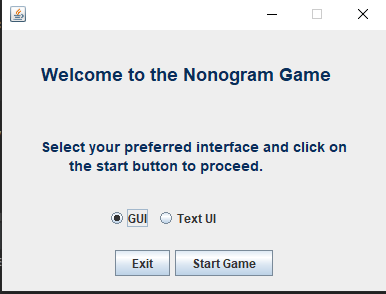 Welcome to the Nonogram Game
Select your preferred interface and click on
the start button to proceed.
GUI Text UI
Exit Start Game